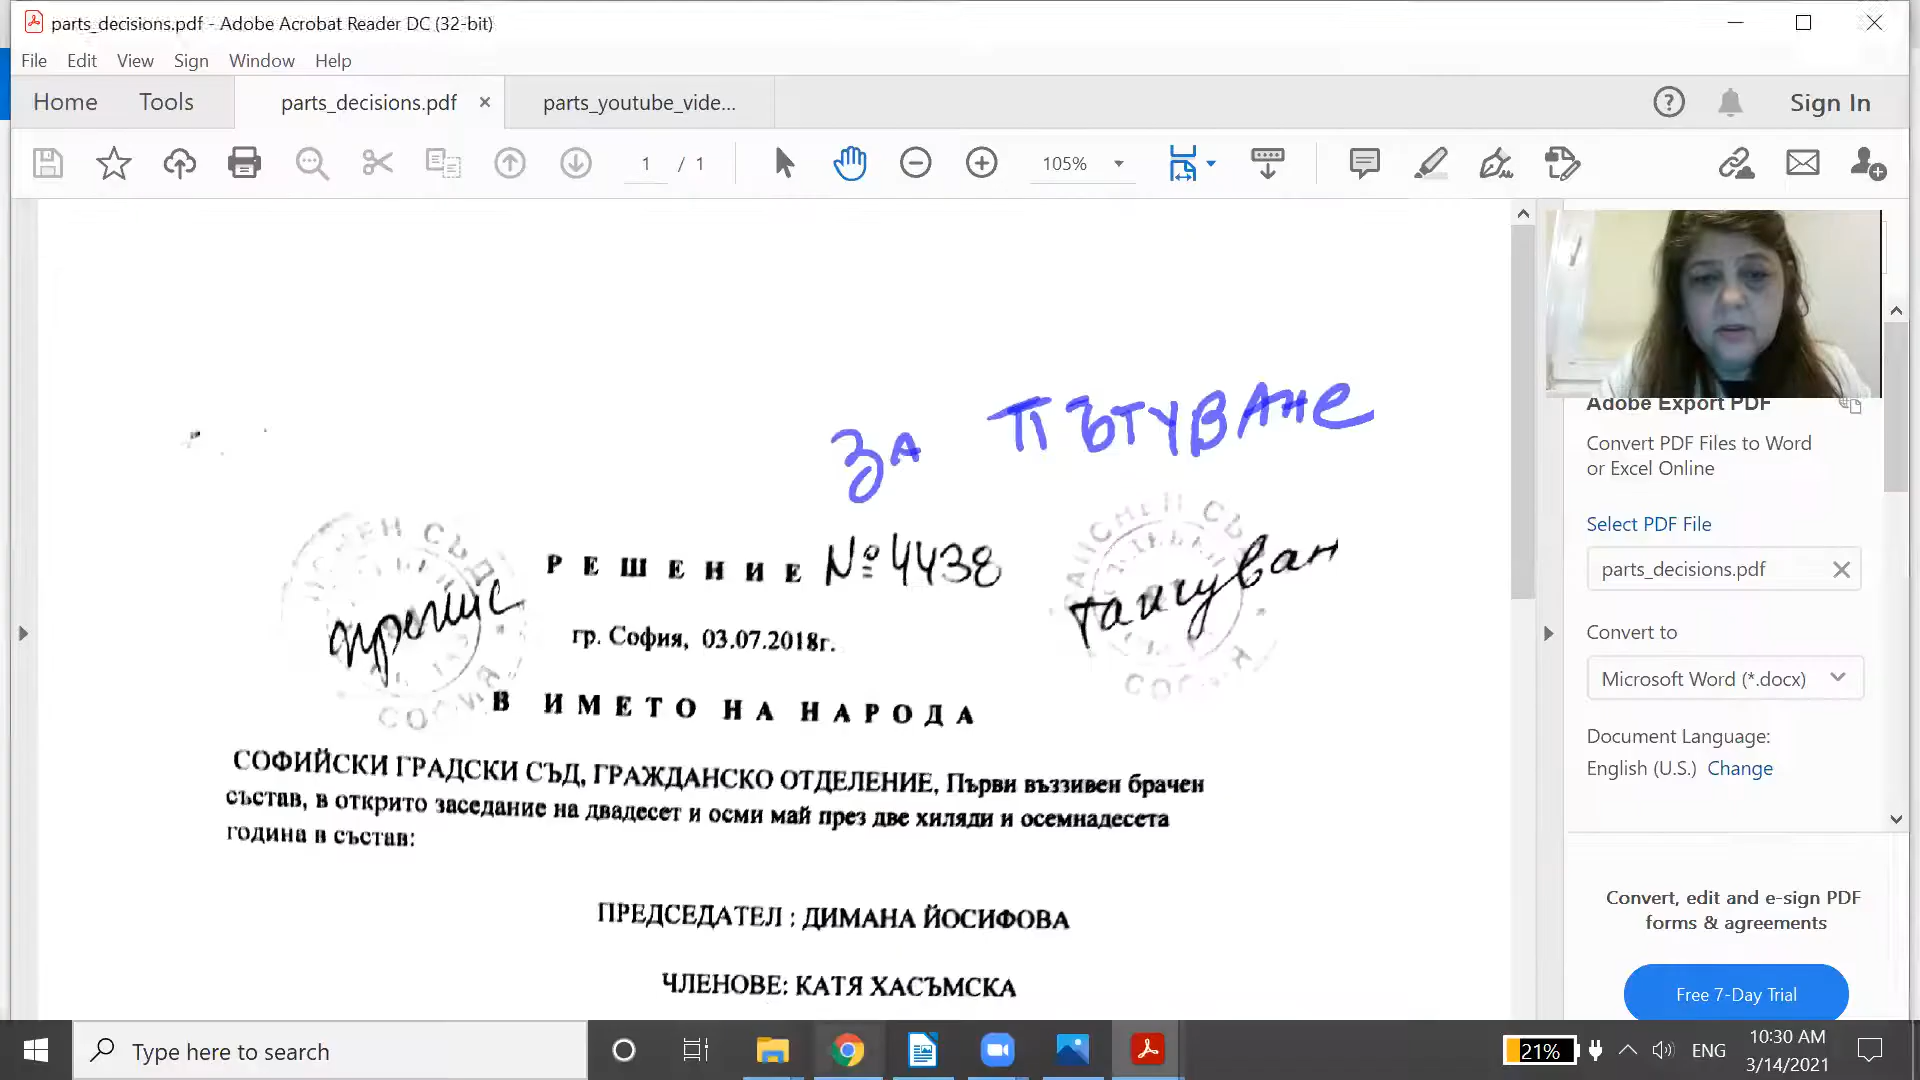 parts_decisions.pdf - Adobe Acrobat Reader DC (32-bit)
File Edit View Sign Window Help
Home Tools parts_decisions.pdf × parts_youtube_vide... Sign In
1 / 1 105%
ЗА ПЪТУВАНЕ
РЕШЕНИЕ №4438
препис
гр. София, 03.07.2018г.
В ИМЕТО НА НАРОДА
СОФИЙСКИ ГРАДСКИ СЪД, ГРАЖДАНСКО ОТДЕЛЕНИЕ, Първи въззивен брачен
състав, в открито заседание на двадесет и осми май през две хиляди и осемнадесета
година в състав:
ПРЕДСЕДАТЕЛ : ДИМАНА ЙОСИФОВА
ЧЛЕНОВЕ: КАТЯ ХАСЪМСКА
Adobe Export PDF
Convert PDF Files to Word
or Excel Online
Select PDF File
parts_decisions.pdf
Convert to
Microsoft Word (*.docx)
Document Language:
English (U.S.) Change
Convert, edit and e-sign PDF
forms & agreements
Free 7-Day Trial
Type here to search
21% ENG
10:30 AM
3/14/2021